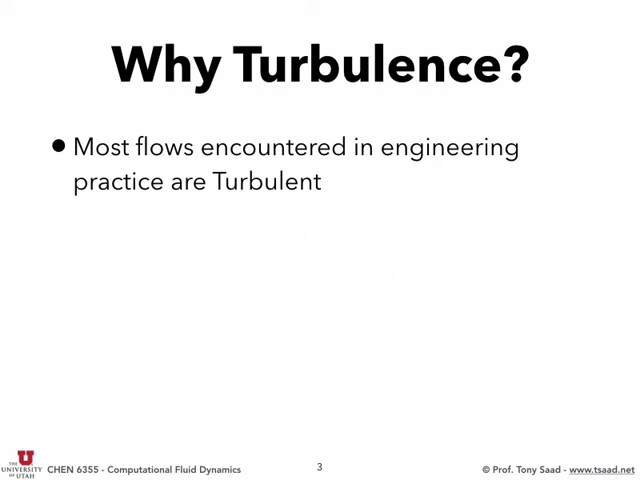 Why Turbulence?
• Most flows encountered in engineering
practice are Turbulent
THE
UNIVERSITY
OF UTAH
CHEN 6355 - Computational Fluid Dynamics
3
© Prof. Tony Saad - www.tsaad.net